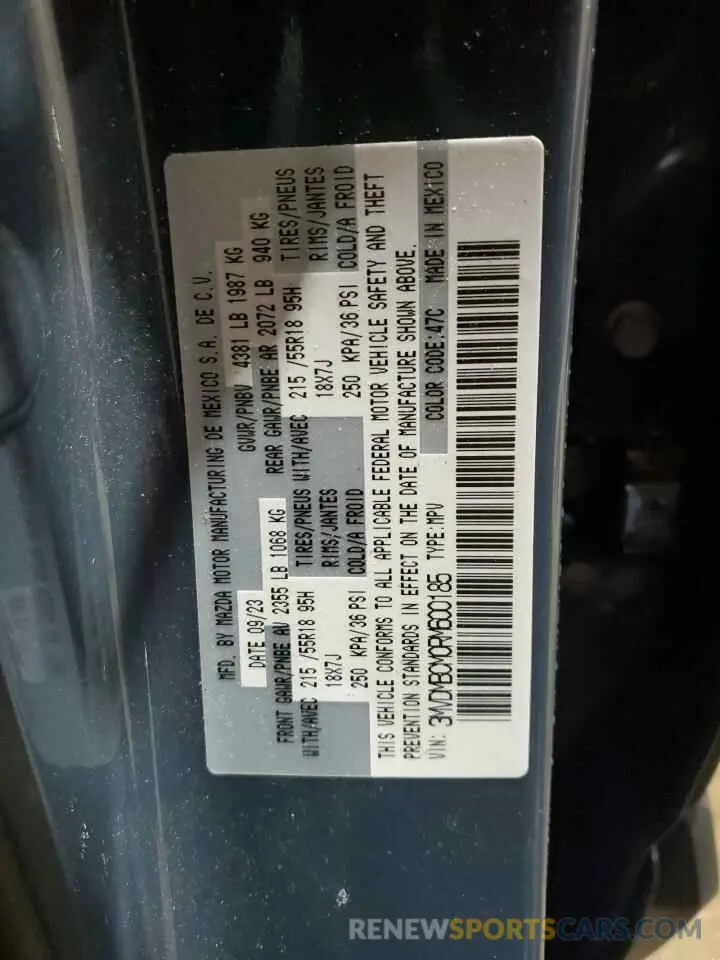 MFD. BY MAZDA MOTOR MANUFACTURING DE MEXICO S.A. DE C.V.
DATE 09/23 GVWR/PNBV 4381 LB 1987 KG
FRONT GAWR/PNBE AV 2355 LB 1068 KG REAR GAWR/PNBE AR 2072 LB 940 KG
WITH/AVEC 215 /55R18 95H TIRES/PNEUS WITH/AVEC 215 /55R18 95H TIRES/PNEUS
18X7J RIMS/JANTES 18X7J RIMS/JANTES
250 KPA/36 PSI COLD/A FROID 250 KPA/36 PSI COLD/A FROID
THIS VEHICLE CONFORMS TO ALL APPLICABLE FEDERAL MOTOR VEHICLE SAFETY AND THEFT
PREVENTION STANDARDS IN EFFECT ON THE DATE OF MANUFACTURE SHOWN ABOVE.
VIN: 3MVDMBCM0RM600185 TYPE:MPV COLOR CODE:47C MADE IN MEXICO
RENEWSPORTSCARS.COM